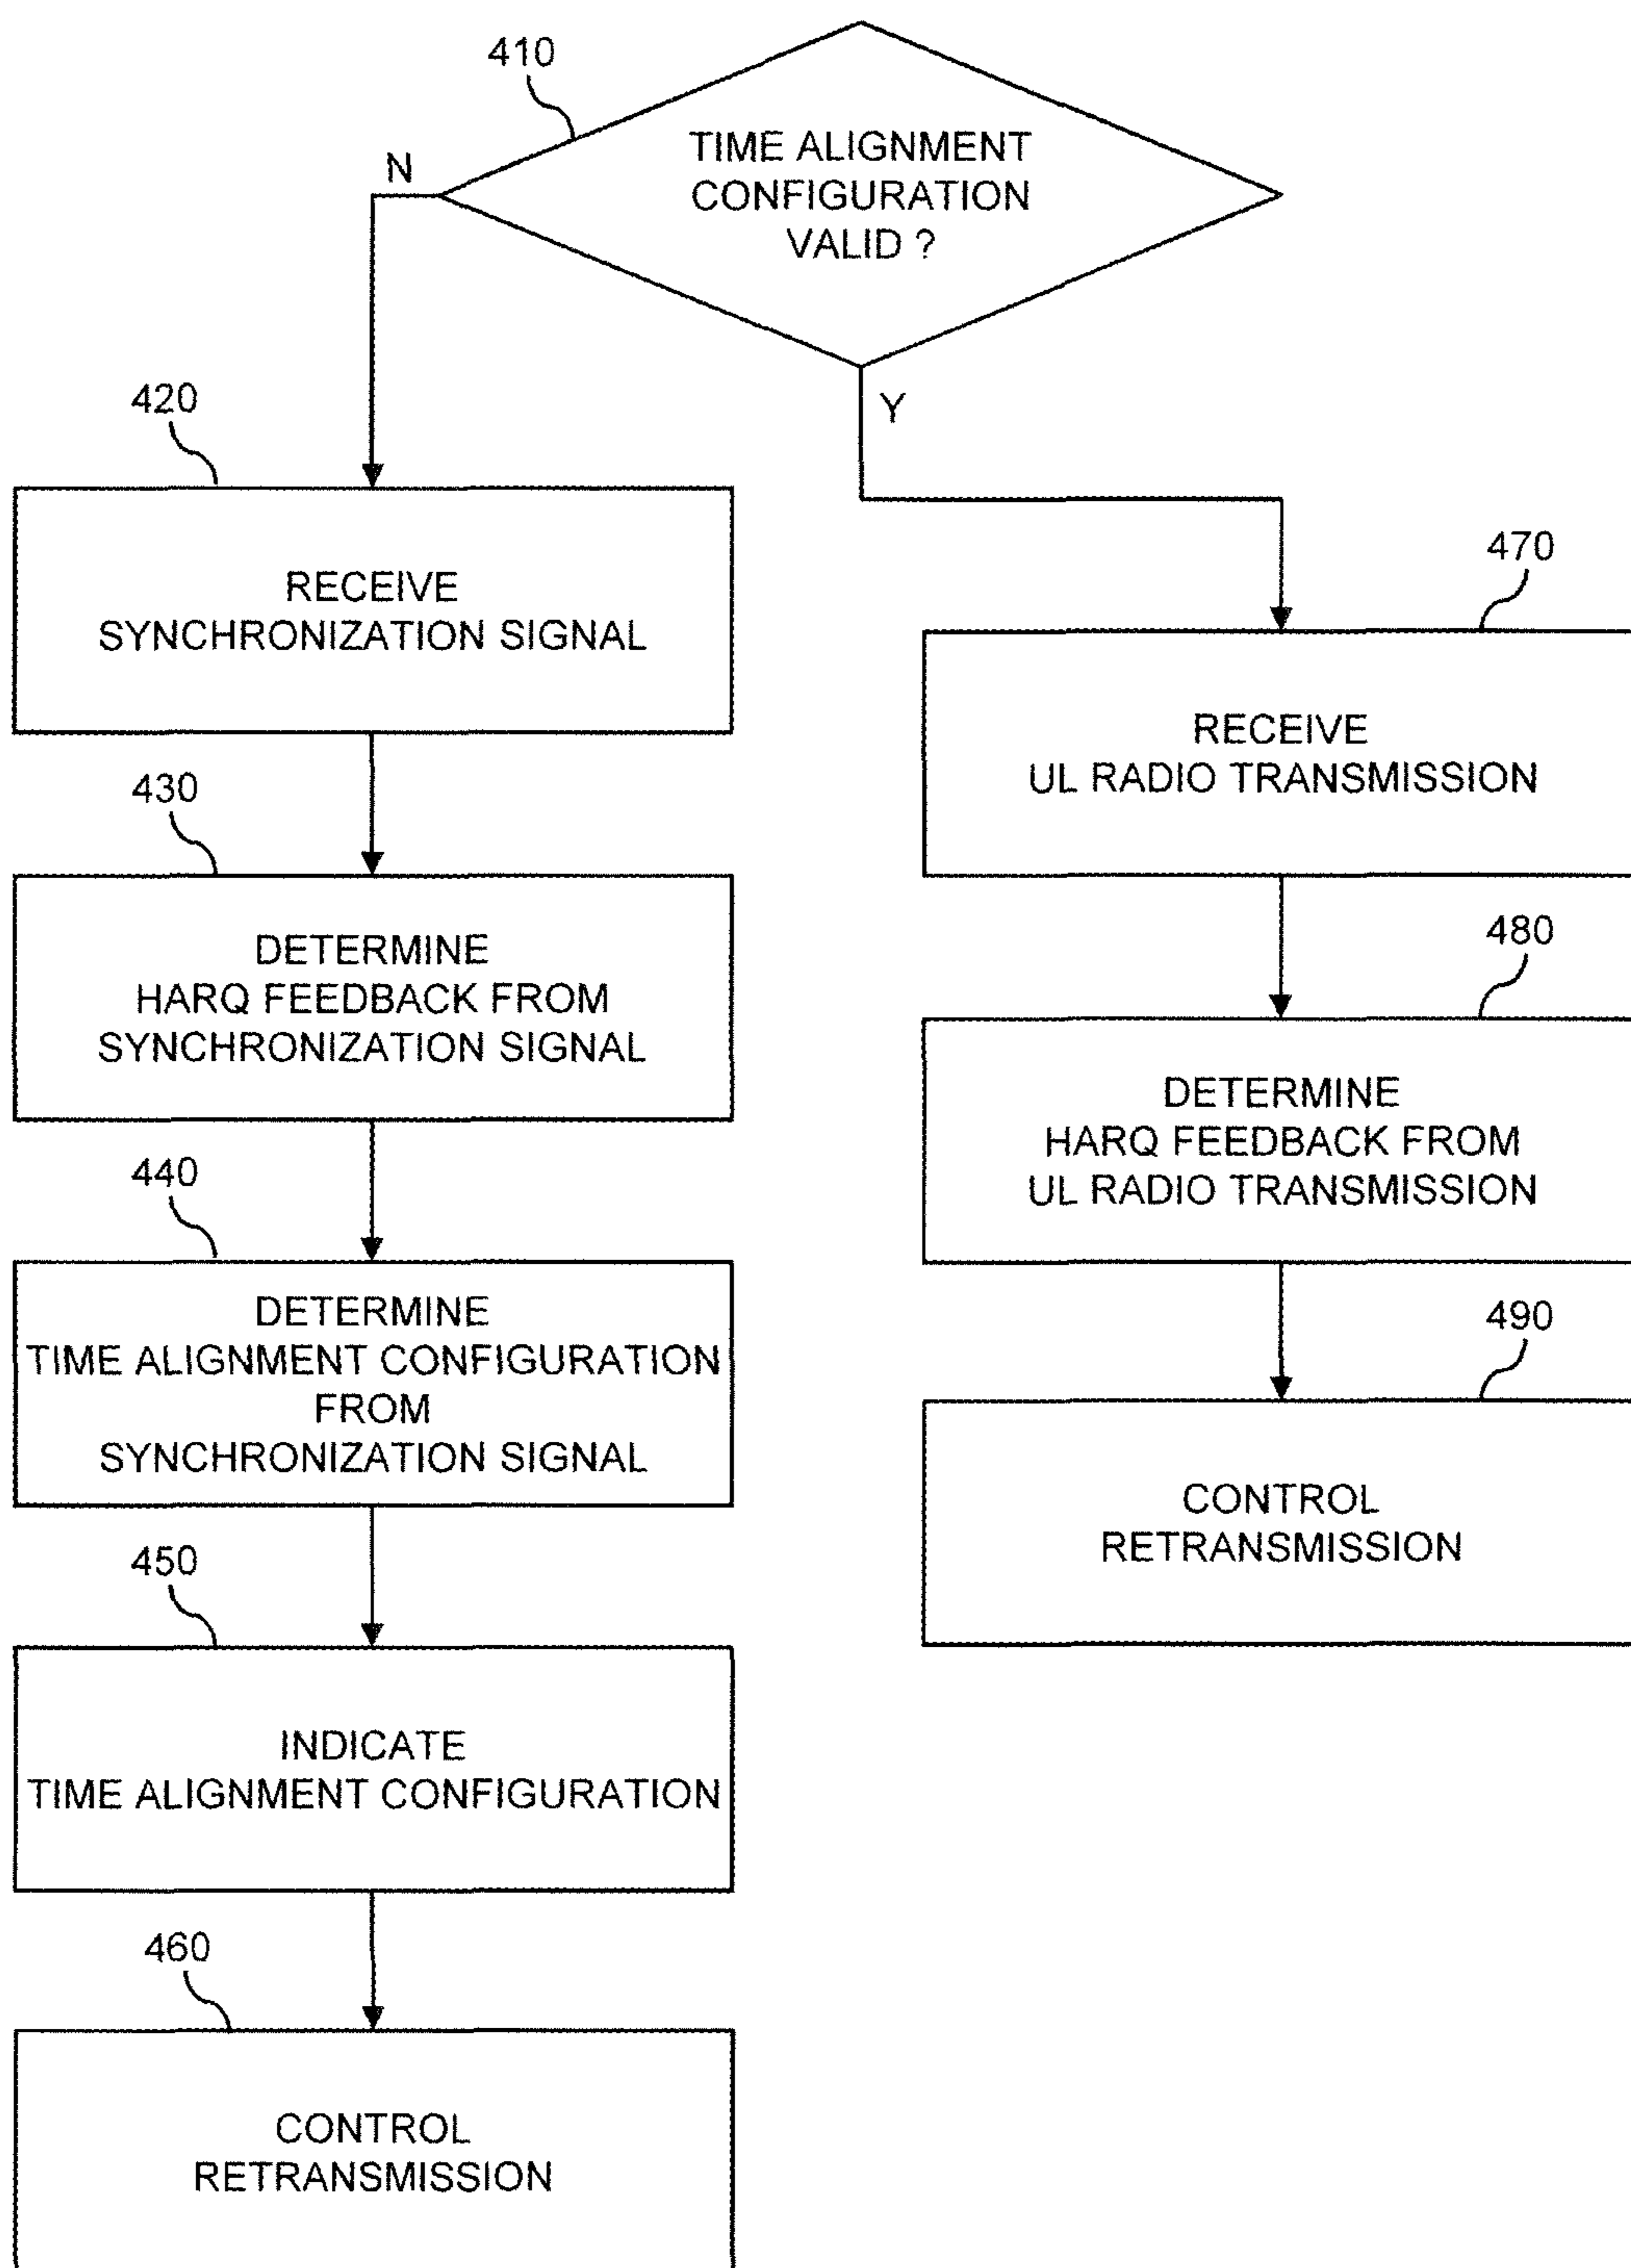 410
TIME ALIGNMENT
CONFIGURATION
VALID ?
N
Y
420
RECEIVE
SYNCHRONIZATION SIGNAL
430
DETERMINE
HARQ FEEDBACK FROM
SYNCHRONIZATION SIGNAL
440
DETERMINE
TIME ALIGNMENT CONFIGURATION
FROM
SYNCHRONIZATION SIGNAL
450
INDICATE
TIME ALIGNMENT CONFIGURATION
460
CONTROL
RETRANSMISSION
470
RECEIVE
UL RADIO TRANSMISSION
480
DETERMINE
HARQ FEEDBACK FROM
UL RADIO TRANSMISSION
490
CONTROL
RETRANSMISSION